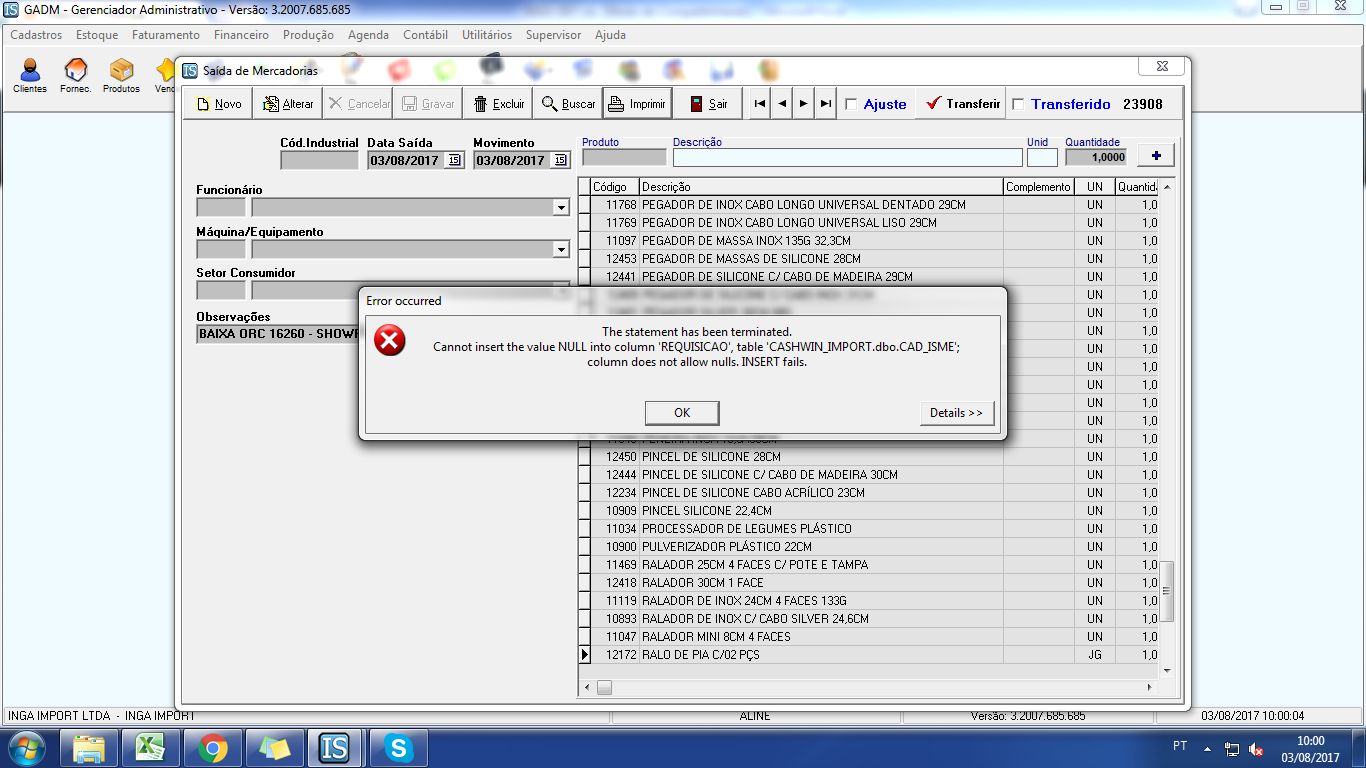 GADM - Gerenciador Administrativo - Versão: 3.2007.685.685
Cadastros Estoque Faturamento Financeiro Produção Agenda Contábil Utilitários Supervisor Ajuda
Clientes Fornec. Produtos
Saída de Mercadorias
Novo Alterar Cancelar Gravar Excluir Buscar Imprimir Sair Ajuste Transferir Transferido 23908
Cód.Industrial Data Saída Movimento
03/08/2017 15 03/08/2017 15
Funcionário
Máquina/Equipamento
Setor Consumidor
Observações
BAIXA ORC 16260 - SHOW
Produto Descrição Unid Quantidade
1,0000 +
Código Descrição Complemento UN Quantid
11768 PEGADOR DE INOX CABO LONGO UNIVERSAL DENTADO 29CM UN 1,0
11769 PEGADOR DE INOX CABO LONGO UNIVERSAL LISO 29CM UN 1,0
11097 PEGADOR DE MASSA INOX 135G 32,3CM UN 1,0
12453 PEGADOR DE MASSAS DE SILICONE 28CM UN 1,0
12441 PEGADOR DE SILICONE C/ CABO DE MADEIRA 29CM UN 1,0
UN 1,0
UN 1,0
UN 1,0
UN 1,0
UN 1,0
UN 1,0
UN 1,0
UN 1,0
UN 1,0
12450 PINCEL DE SILICONE 28CM UN 1,0
12444 PINCEL DE SILICONE C/ CABO DE MADEIRA 30CM UN 1,0
12234 PINCEL DE SILICONE CABO ACRÍLICO 23CM UN 1,0
10909 PINCEL SILICONE 22,4CM UN 1,0
11034 PROCESSADOR DE LEGUMES PLÁSTICO UN 1,0
10900 PULVERIZADOR PLÁSTICO 22CM UN 1,0
11469 RALADOR 25CM 4 FACES C/ POTE E TAMPA UN 1,0
12418 RALADOR 30CM 1 FACE UN 1,0
11119 RALADOR DE INOX 24CM 4 FACES 133G UN 1,0
10893 RALADOR DE INOX C/ CABO SILVER 24,6CM UN 1,0
11047 RALADOR MINI 8CM 4 FACES UN 1,0
12172 RALO DE PIA C/02 PÇS JG 1,0
Error occurred
The statement has been terminated.
Cannot insert the value NULL into column 'REQUISICAO', table 'CASHWIN_IMPORT.dbo.CAD_ISME';
column does not allow nulls. INSERT fails.
OK Details >>
INGA IMPORT LTDA - INGA IMPORT ALINE Versão: 3.2007.685.685 03/08/2017 10:00:04
IS PT 10:00
03/08/2017